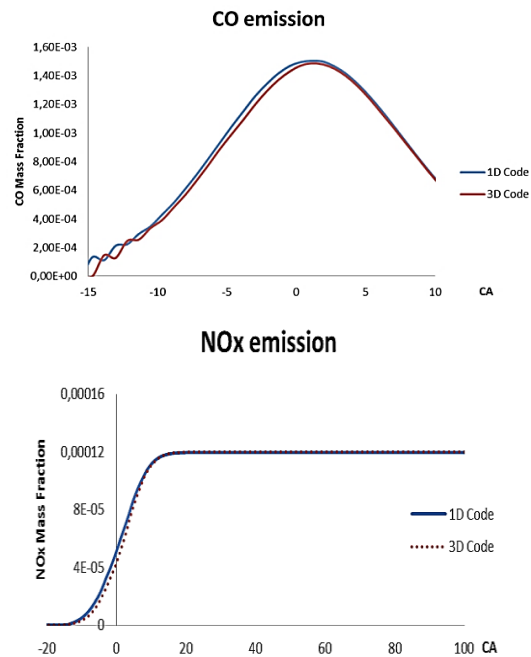 CO emission
1,60E-03
1,40E-03
1,20E-03
1,00E-03
8,00E-04
6,00E-04
4,00E-04
2,00E-04
0,00E+00
CO Mass Fraction
-15 -10 -5 0 5 10 CA
1D Code
3D Code
NOx emission
0,00016
0,00012
8E-05
4E-05
0
NOx Mass Fraction
-20 0 20 40 60 80 100 CA
1D Code
3D Code